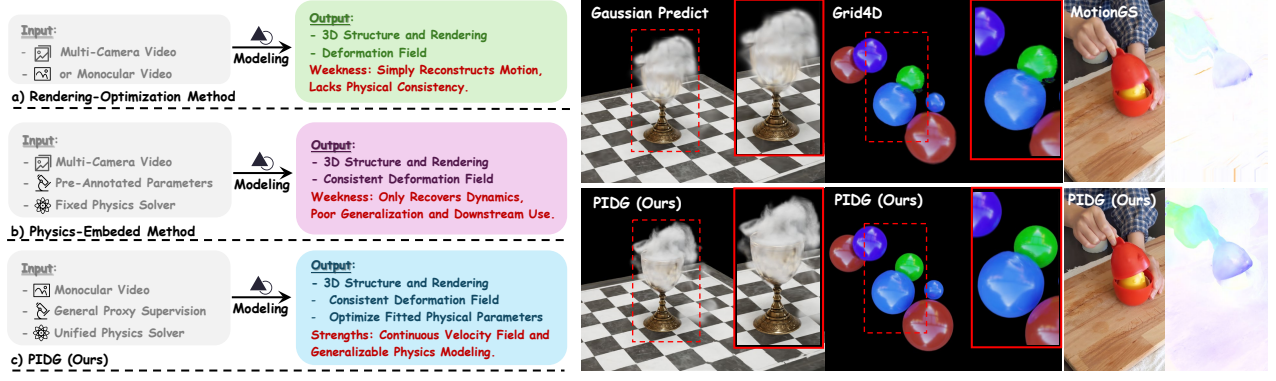 Input:
- Multi-Camera Video
- or Monocular Video
Modeling
Output:
- 3D Structure and Rendering
- Deformation Field
Weakness: Simply Reconstructs Motion,
Lacks Physical Consistency.
a) Rendering-Optimization Method
Input:
- Multi-Camera Video
- Pre-Annotated Parameters
- Fixed Physics Solver
Modeling
Output:
- 3D Structure and Rendering
- Consistent Deformation Field
Weakness: Only Recovers Dynamics,
Poor Generalization and Downstream Use.
b) Physics-Embeded Method
Input:
- Monocular Video
- General Proxy Supervision
- Unified Physics Solver
Modeling
Output:
- 3D Structure and Rendering
- Consistent Deformation Field
- Optimize Fitted Physical Parameters
Strengths: Continuous Velocity Field and
Generalizable Physics Modeling.
c) PIDG (Ours)
Gaussian Predict
Grid4D
MotionGS
PIDG (Ours)
PIDG (Ours)
PIDG (Ours)